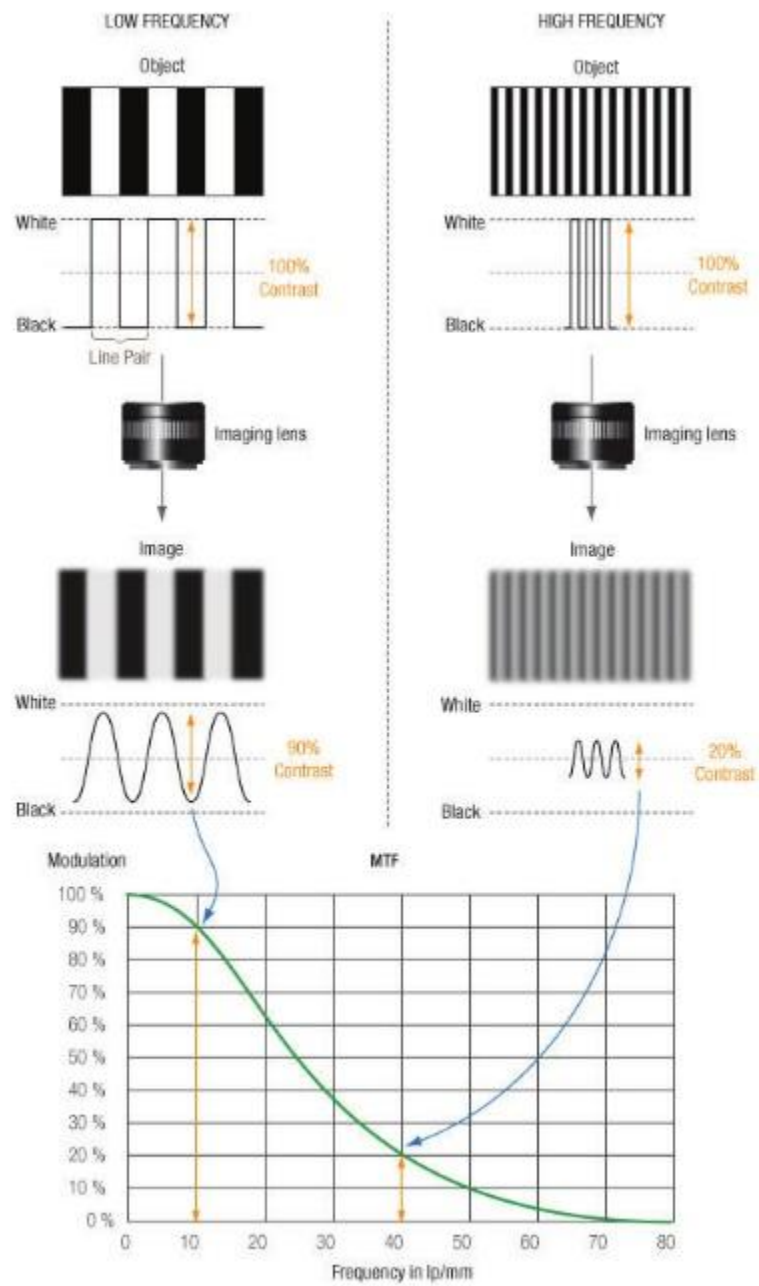 LOW FREQUENCY
Object
White
100%
Contrast
Black
Line Pair
Imaging lens
Image
White
90%
Contrast
Black
HIGH FREQUENCY
Object
White
100%
Contrast
Black
Imaging lens
Image
White
20%
Contrast
Black
Modulation
MTF
100 %
90 %
80 %
70 %
60 %
50 %
40 %
30 %
20 %
10 %
0 %
0 10 20 30 40 50 60 70 80
Frequency in lp/mm